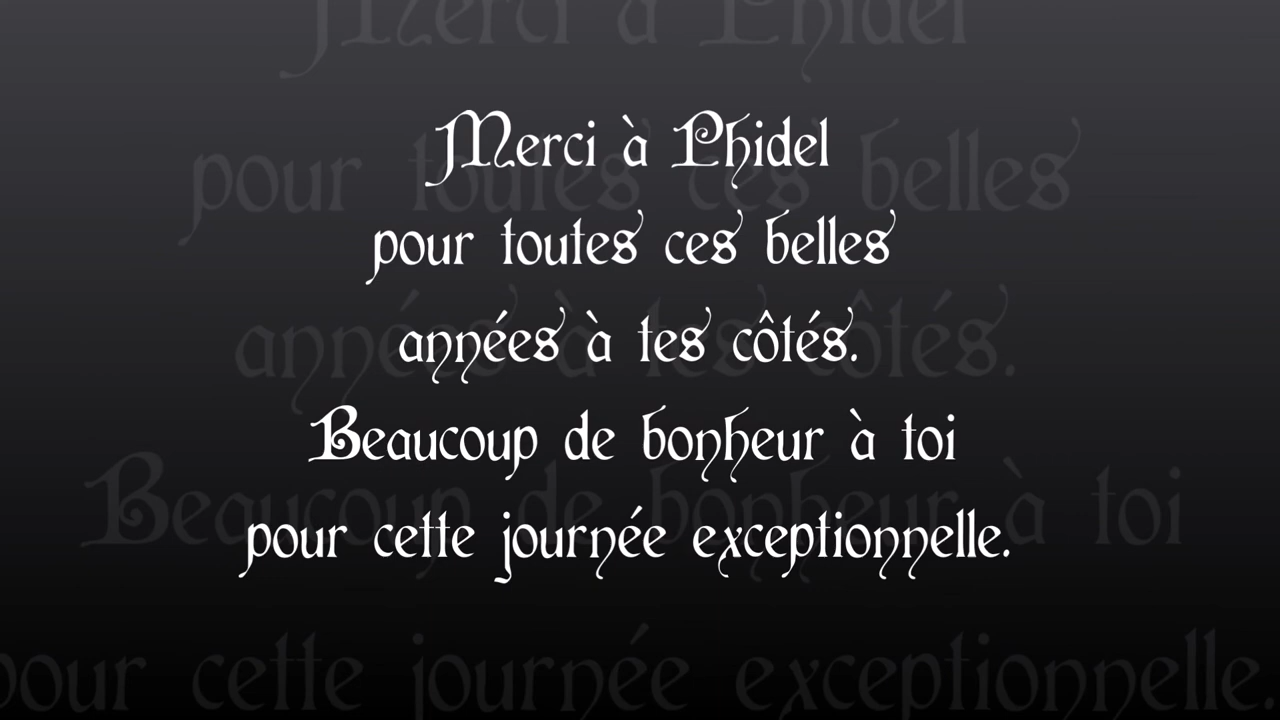 Merci à Phidel
pour toutes ces belles
années à tes côtés.
Beaucoup de bonheur à toi
pour cette journée exceptionnelle.